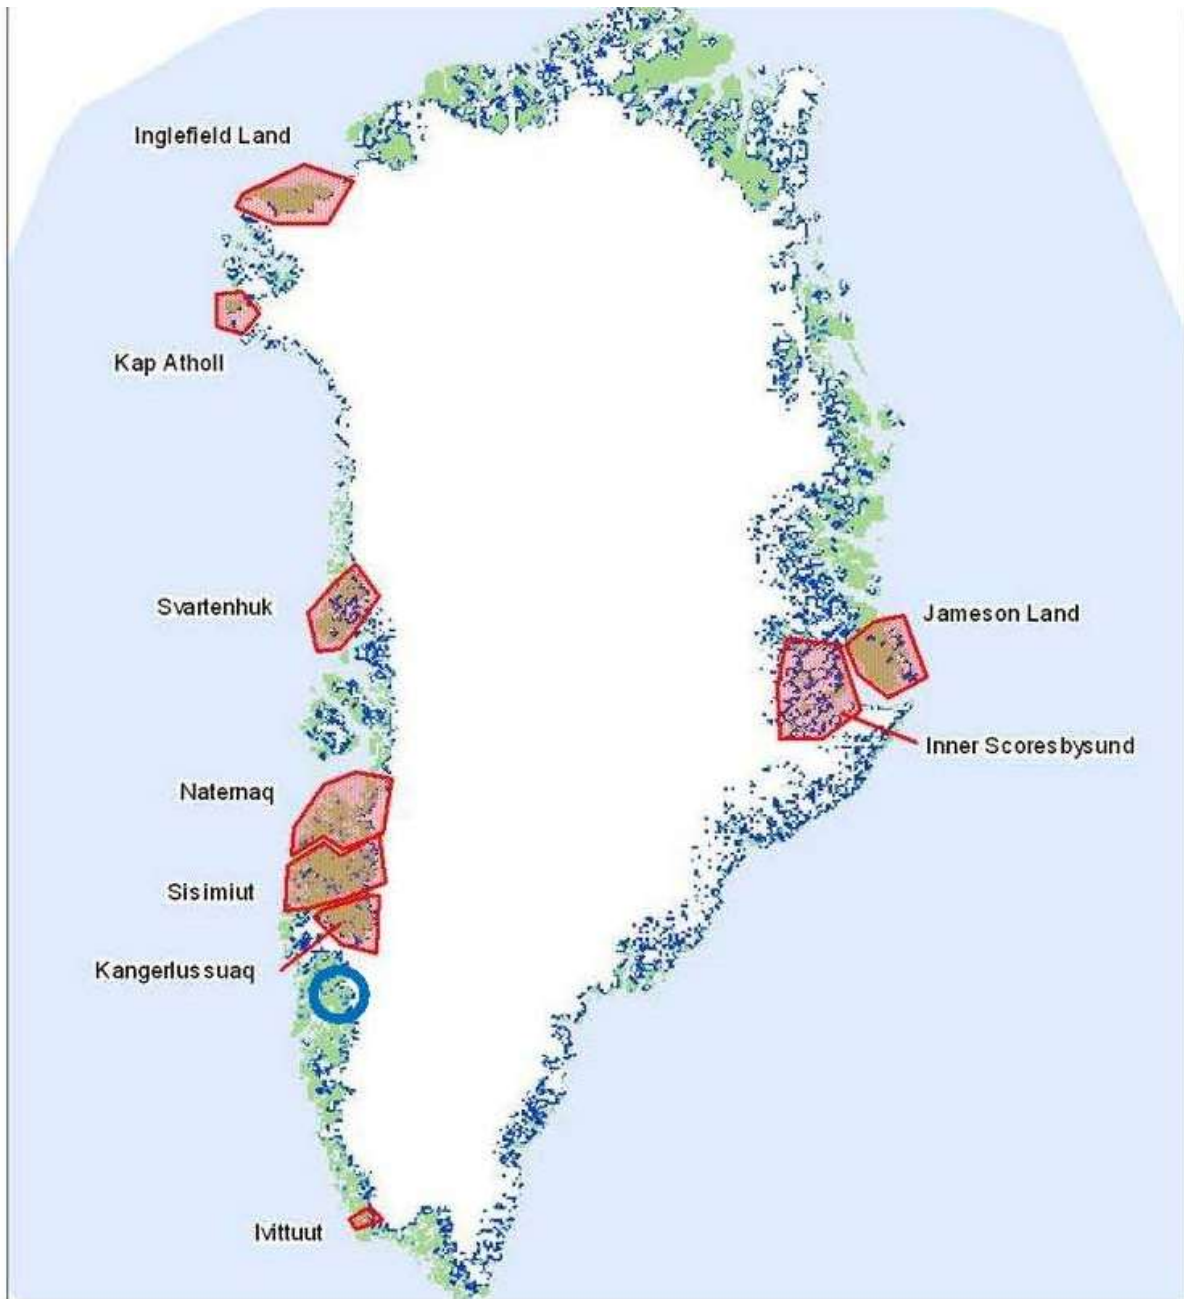 Inglefield Land
Kap Atholl
Svartenhuk
Jameson Land
Inner Scoresbysund
Naternaq
Sisimiut
Kangerlussuaq
Ivittuut